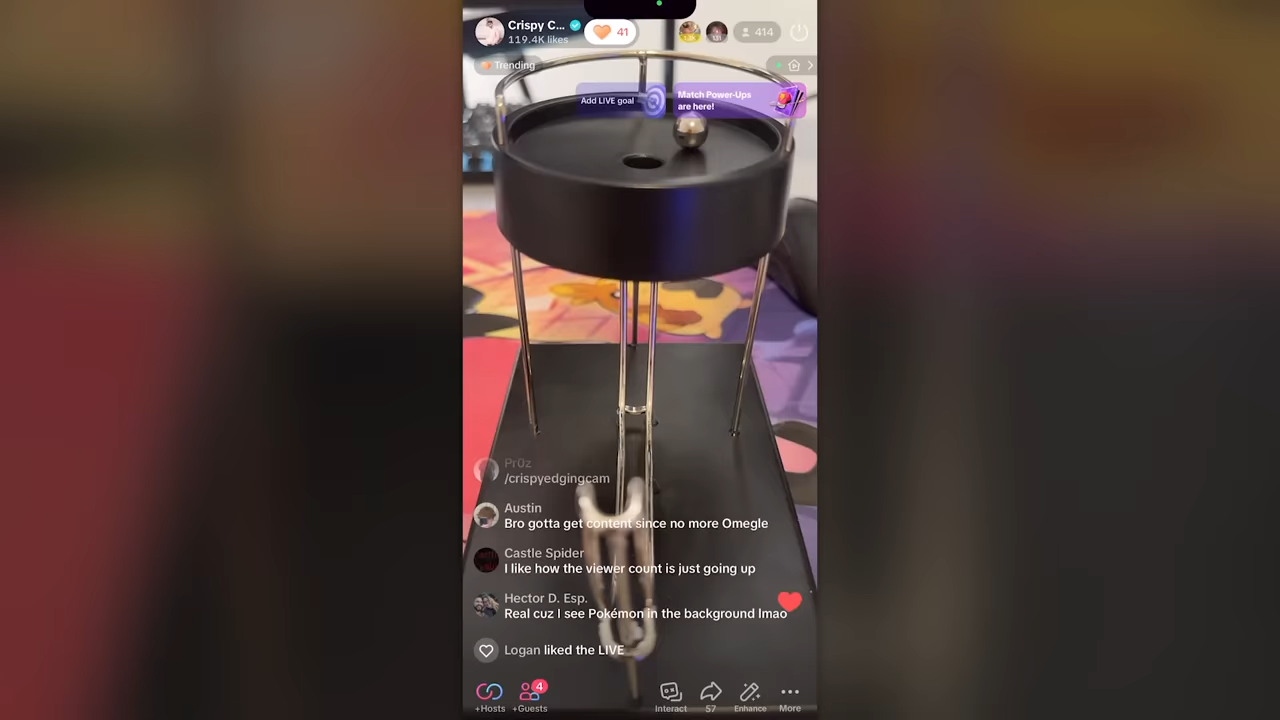 Crispy C...
119.4K likes
41
414
Trending
Add LIVE goal
Match Power-Ups
are here!
Pr0z
/crispyedgingcam
Austin
Bro gotta get content since no more Omegle
Castle Spider
I like how the viewer count is just going up
Hector D. Esp.
Real cuz I see Pokémon in the background lmao
Logan liked the LIVE
4
+Hosts
+Guests
Interact
57
Enhance
More